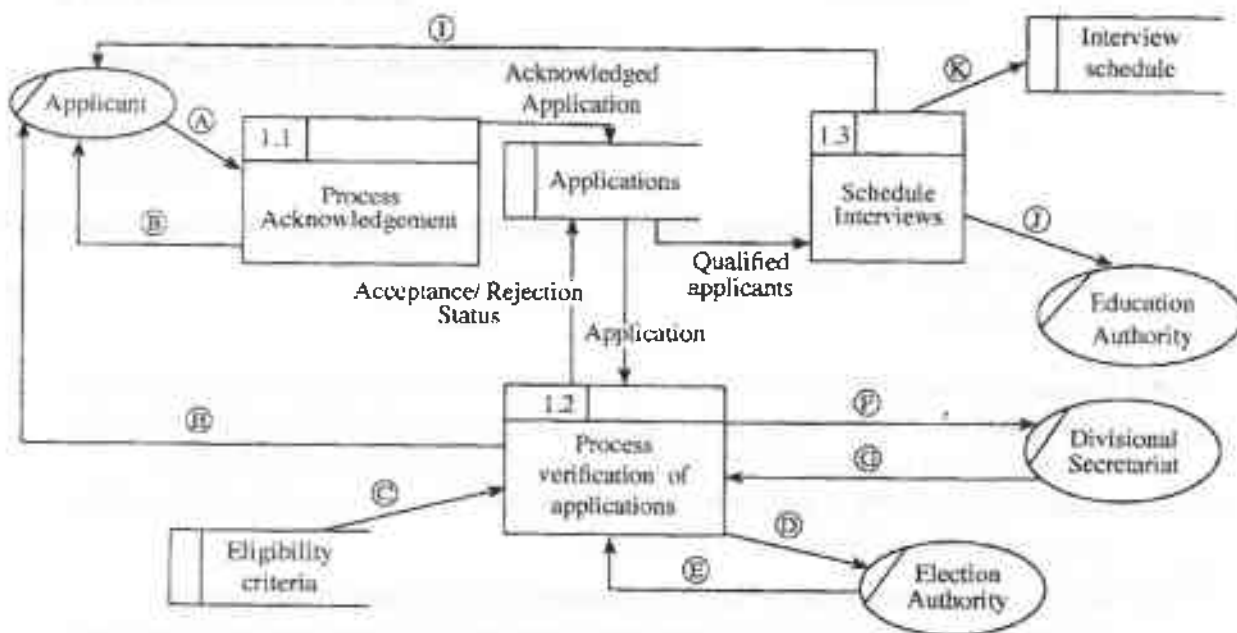 Ⓘ
Interview
schedule
Ⓚ
Acknowledged
Application
Applicant
Ⓐ
1.1
1.3
Applications
Process
Acknowledgement
Schedule
Interviews
Ⓑ
Ⓙ
Qualified
applicants
Acceptance/ Rejection
Status
Education
Authority
Application
1.2
Ⓗ
Ⓕ
Process
verification of
applications
Divisional
Secretariat
Ⓖ
Ⓒ
Ⓓ
Eligibility
criteria
Ⓔ
Election
Authority